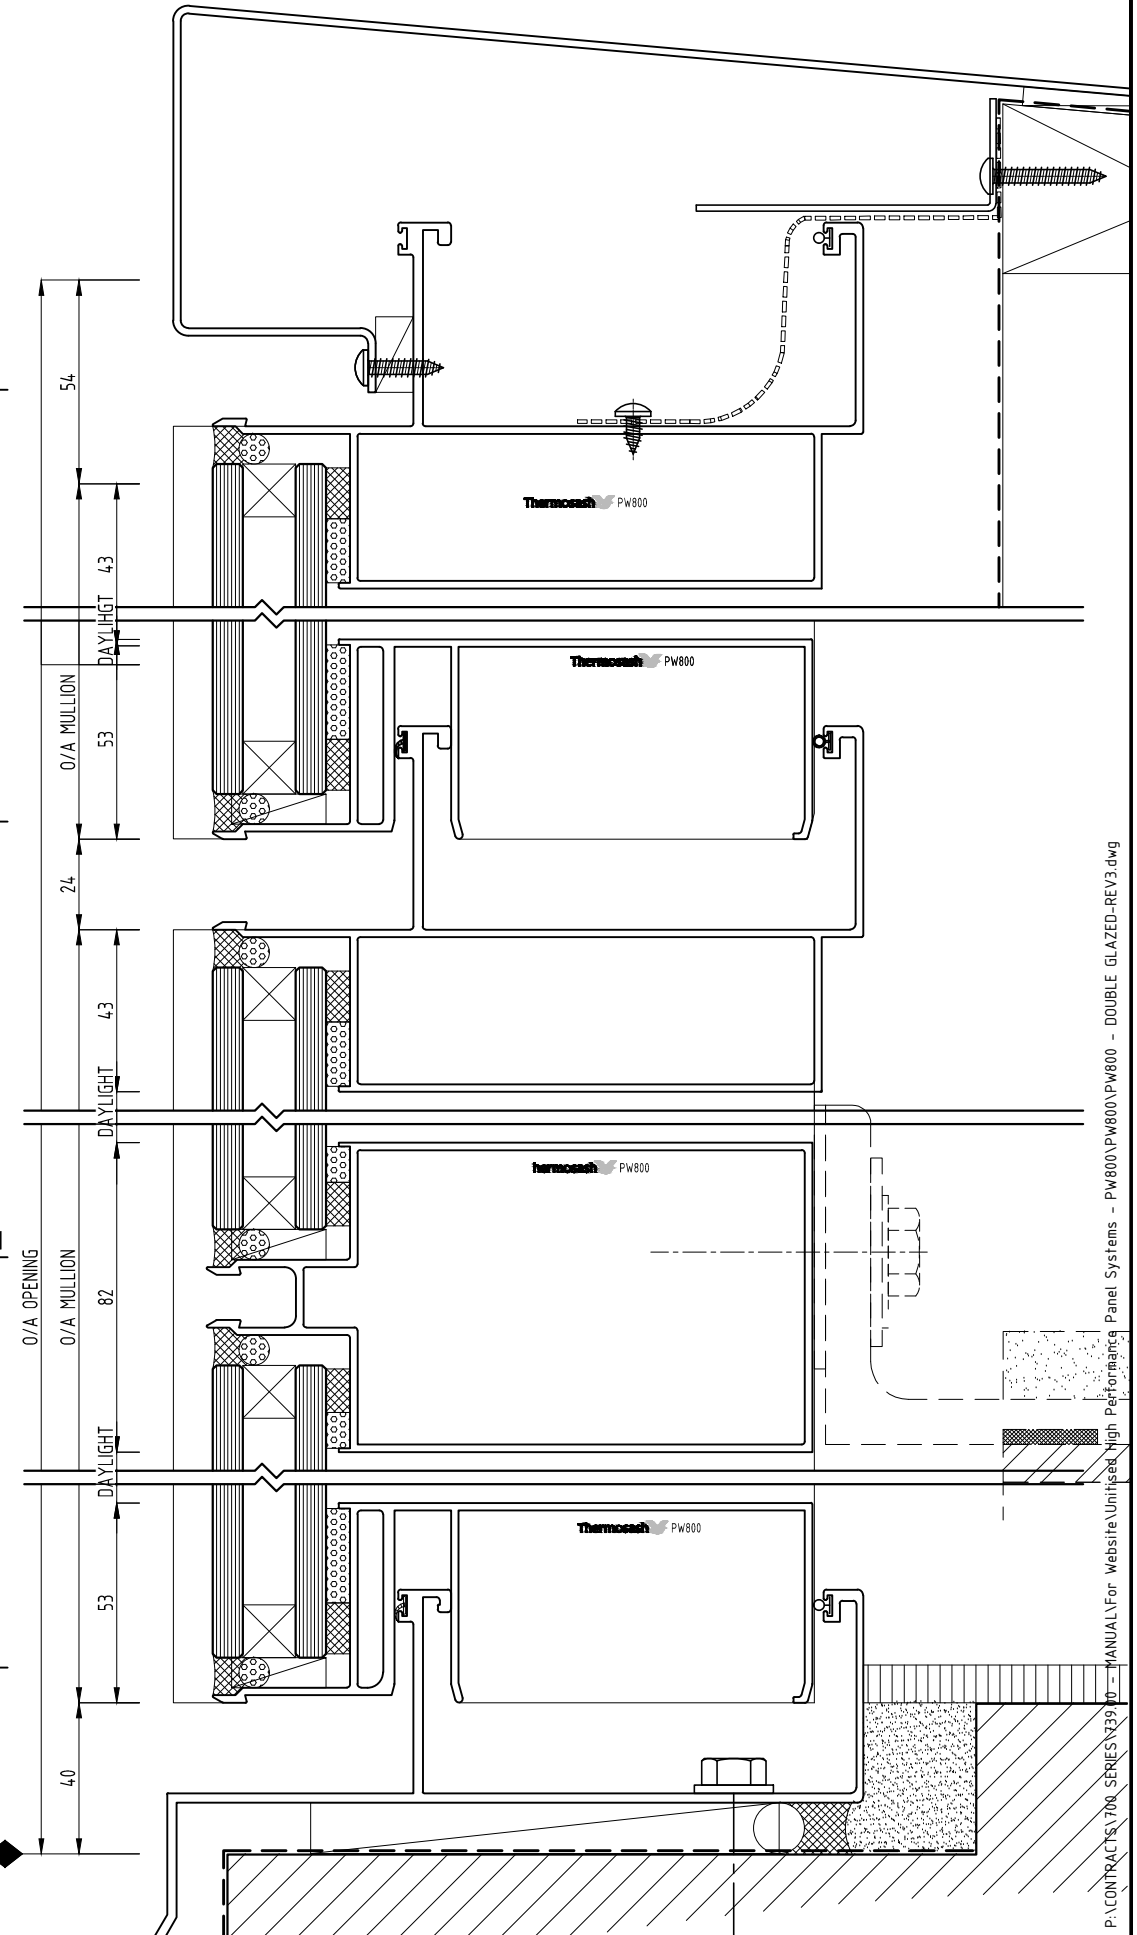 54
43
DAYLIHGT
O/A MULLION
53
24
43
DAYLIGHT
O/A OPENING
O/A MULLION
82
DAYLIGHT
53
40
Thermosash PW800
Thermosash PW800
hermosash PW800
Thermosash PW800
P:\CONTRACTS\700 SERIES\739.00 - MANUAL\For Website\Unitised High Performance Panel Systems - PW800\PW800\PW800 - DOUBLE GLAZED-REV3.dwg